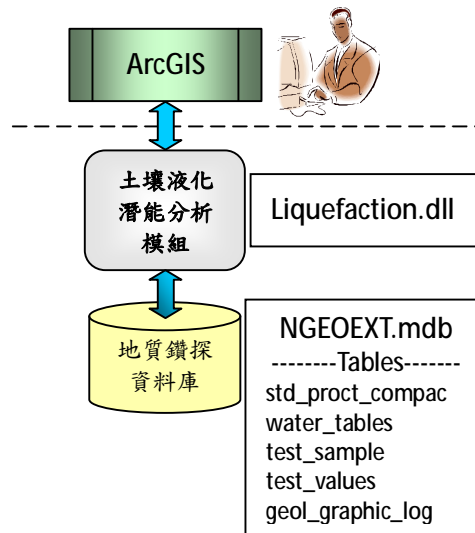 ArcGIS
土壤液化
潛能分析
模組
Liquefaction.dll
地質鑽探
資料庫
NGEOEXT.mdb
--------Tables-------
std_proct_compac
water_tables
test_sample
test_values
geol_graphic_log